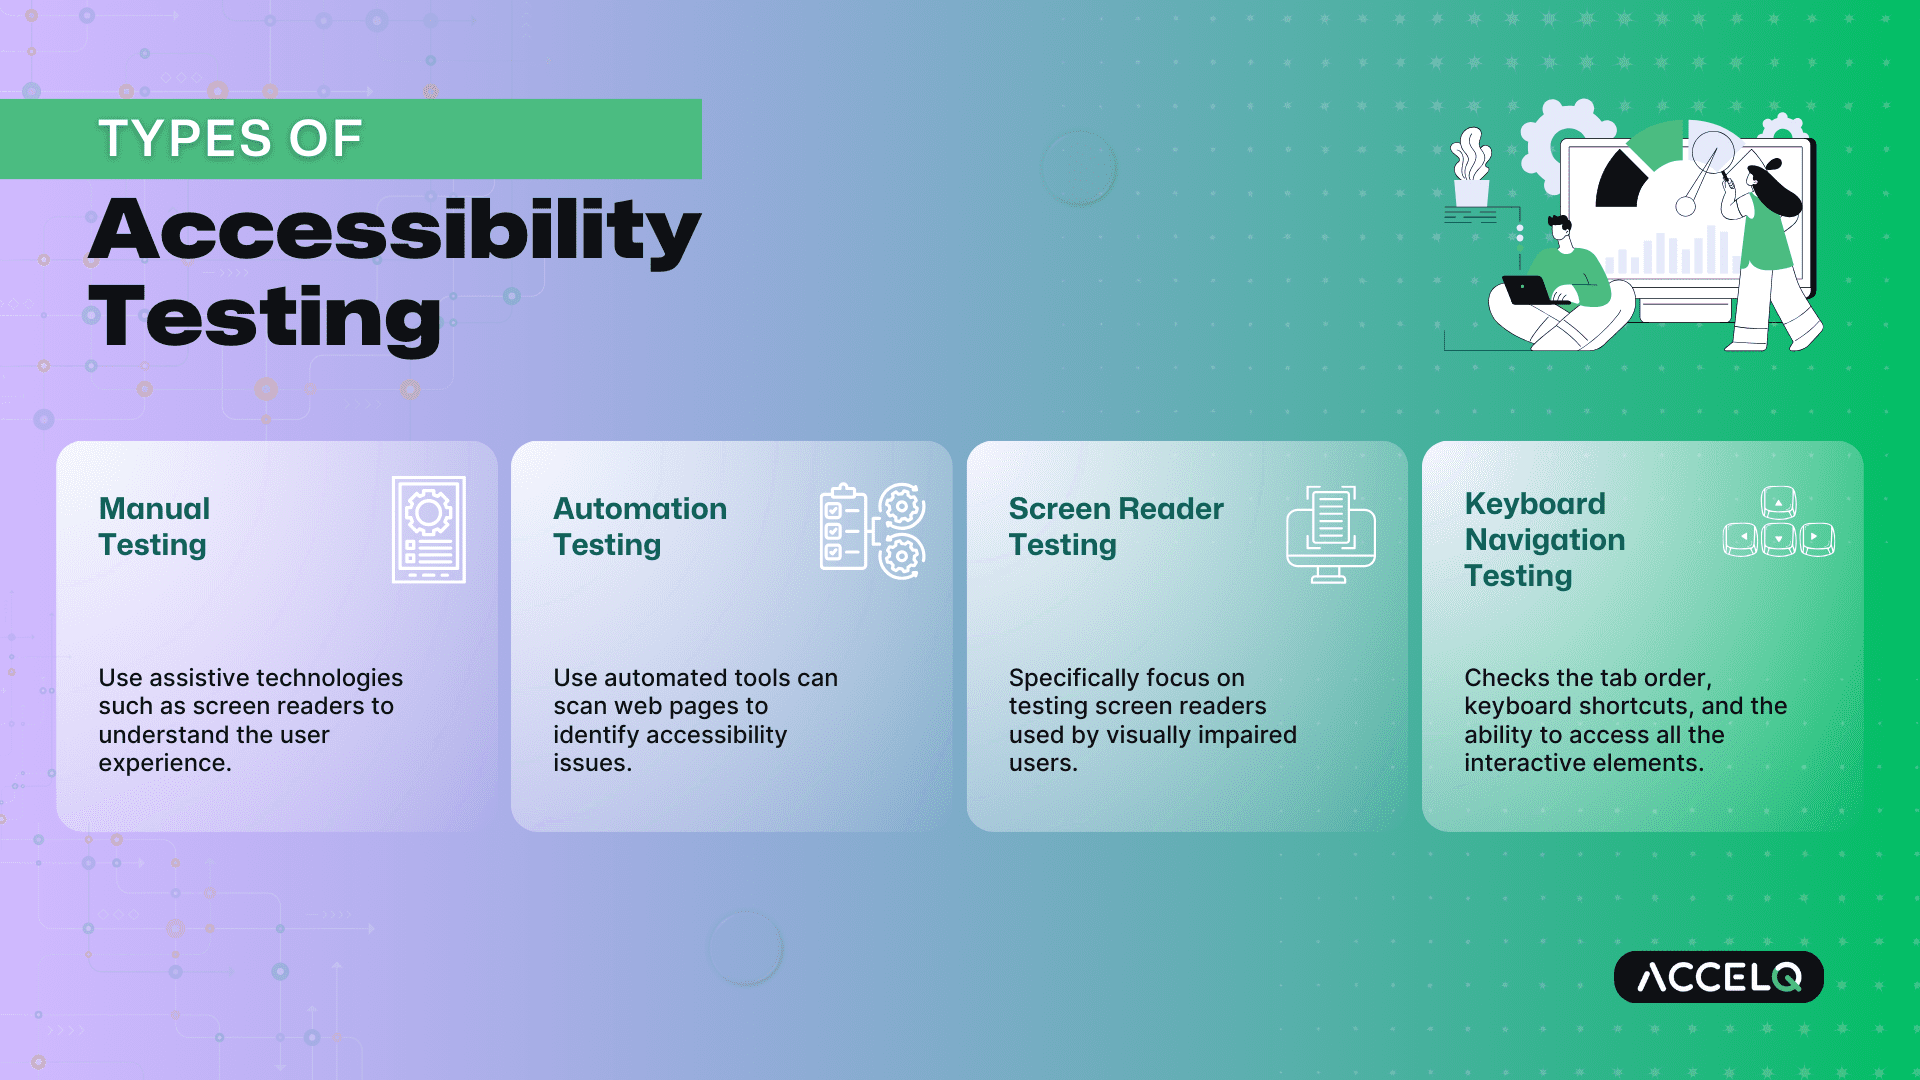 TYPES OF
Accessibility
Testing
Manual
Testing
Use assistive technologies
such as screen readers to
understand the user
experience.
Automation
Testing
Use automated tools can
scan web pages to
identify accessibility
issues.
Screen Reader
Testing
Specifically focus on
testing screen readers
used by visually impaired
users.
Keyboard
Navigation
Testing
Checks the tab order,
keyboard shortcuts, and the
ability to access all the
interactive elements.
ACCELQ